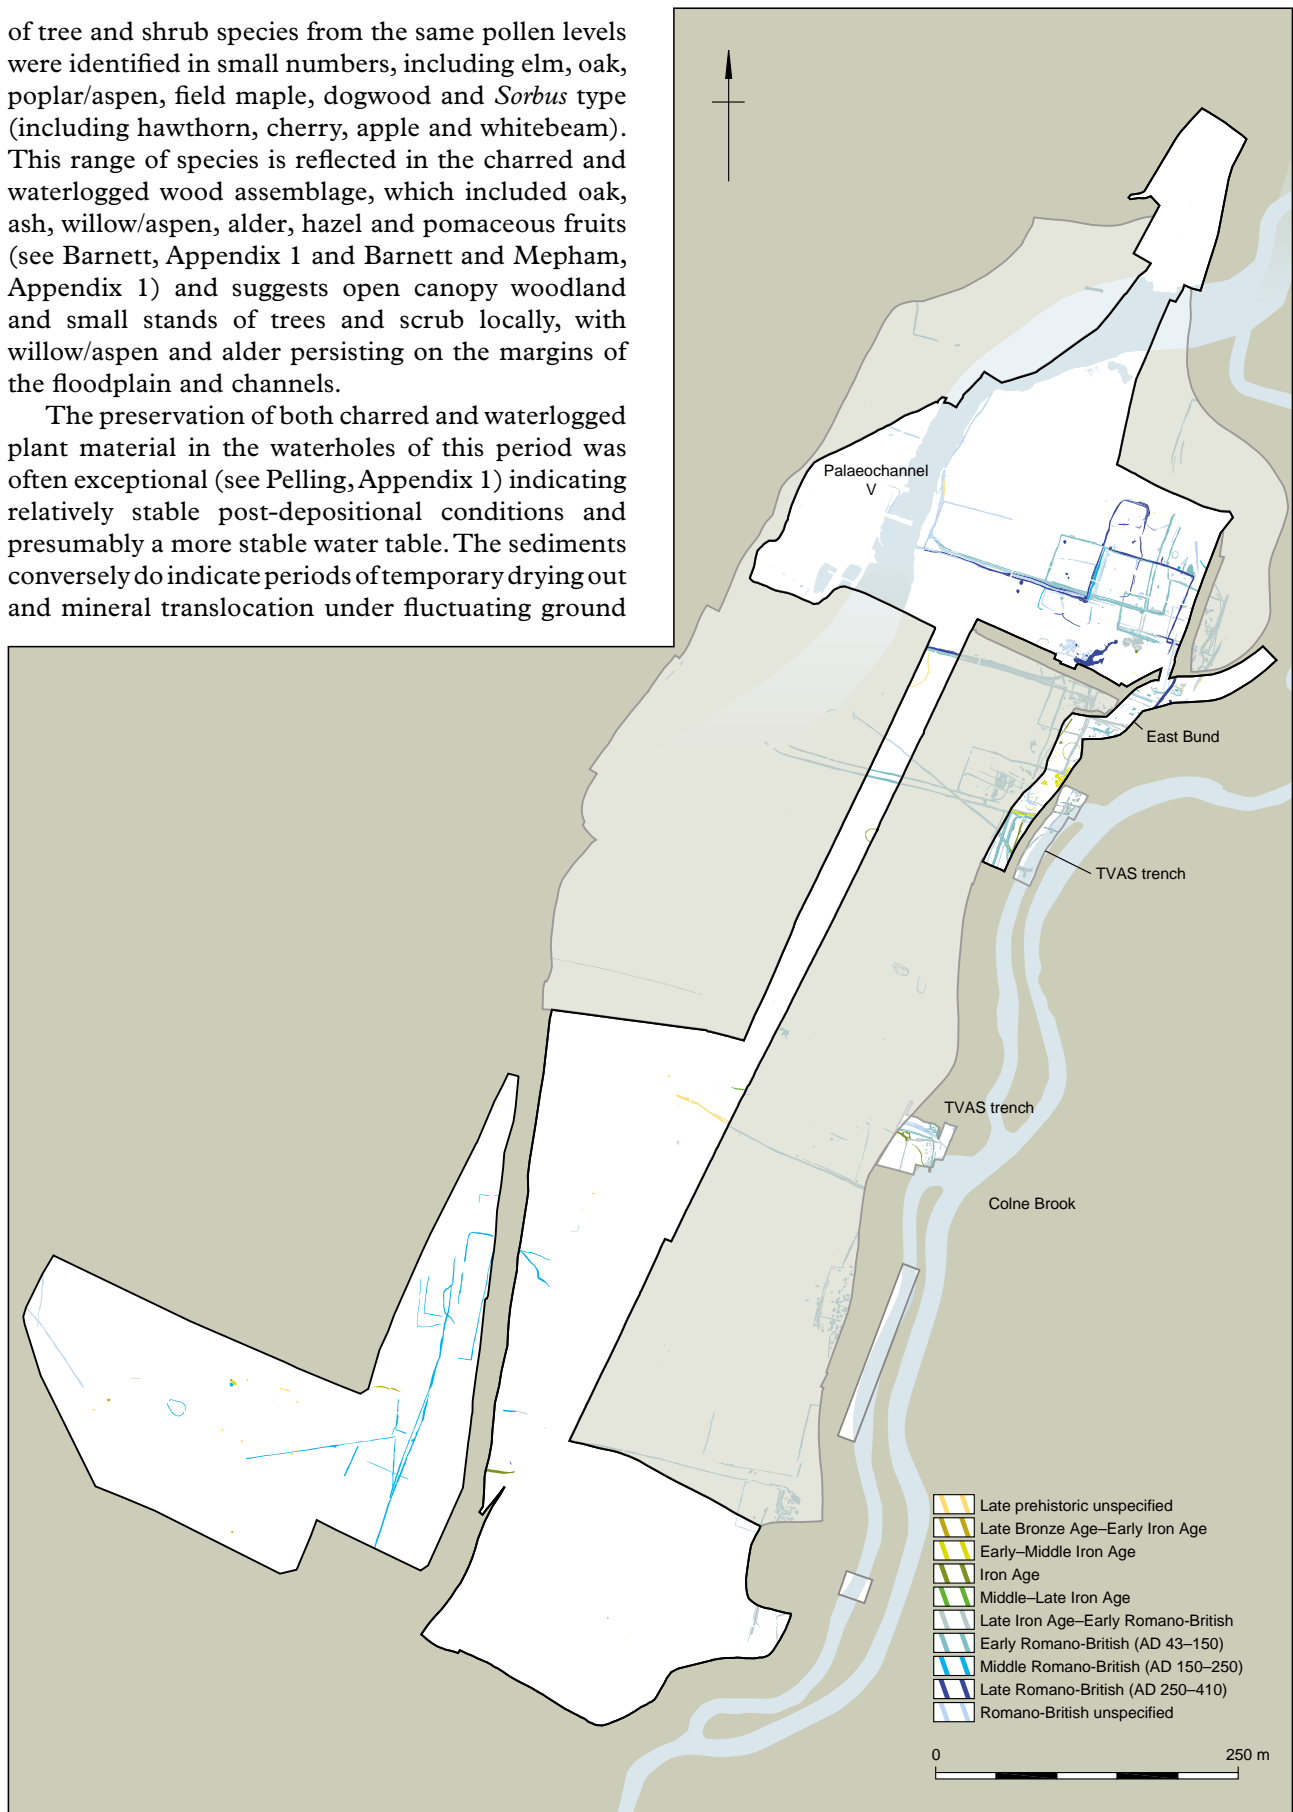 of tree and shrub species from the same pollen levels
were identified in small numbers, including elm, oak,
poplar/aspen, field maple, dogwood and Sorbus type
(including hawthorn, cherry, apple and whitebeam).
This range of species is reflected in the charred and
waterlogged wood assemblage, which included oak,
ash, willow/aspen, alder, hazel and pomaceous fruits
(see Barnett, Appendix 1 and Barnett and Mepham,
Appendix 1) and suggests open canopy woodland
and small stands of trees and scrub locally, with
willow/aspen and alder persisting on the margins of
the floodplain and channels.
The preservation of both charred and waterlogged
plant material in the waterholes of this period was
often exceptional (see Pelling, Appendix 1) indicating
relatively stable post-depositional conditions and
presumably a more stable water table. The sediments
conversely do indicate periods of temporary drying out
and mineral translocation under fluctuating ground
Palaeochannel
V
East Bund
TVAS trench
TVAS trench
Colne Brook
Late prehistoric unspecified
Late Bronze Age–Early Iron Age
Early–Middle Iron Age
Iron Age
Middle–Late Iron Age
Late Iron Age–Early Romano-British
Early Romano-British (AD 43–150)
Middle Romano-British (AD 150–250)
Late Romano-British (AD 250–410)
Romano-British unspecified
0
250 m